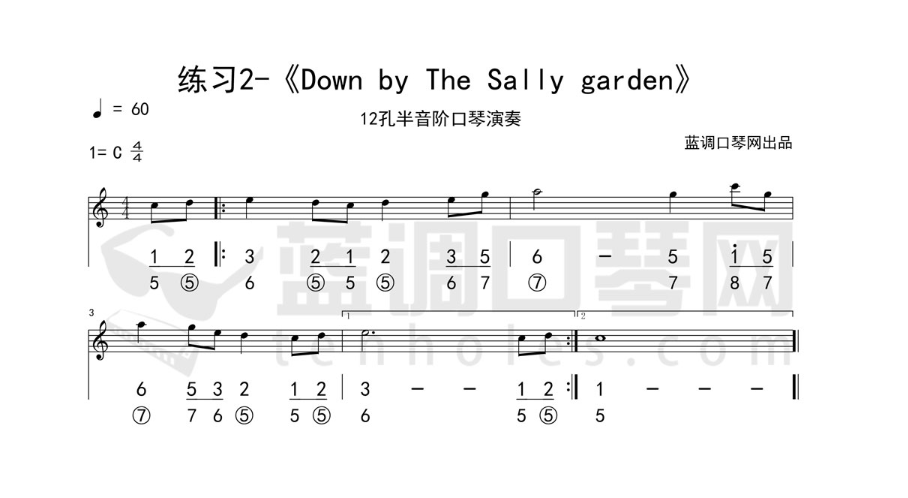 练习2-《Down by The Sally garden》
♩ = 60
12孔半音阶口琴演奏
蓝调口琴网出品
1= C 4/4
1 2 3 2 1 2 3 5 6 - 5 i 5
5 ⑤ 6 ⑤ 5 ⑤ 6 7 ⑦ 7 8 7
蓝调口琴网
tenholes.com
3 1 2
6 5 3 2 1 2 3 - - 1 2 1 - - -
⑦ 7 6 ⑤ 5 ⑤ 6 5 ⑤ 5